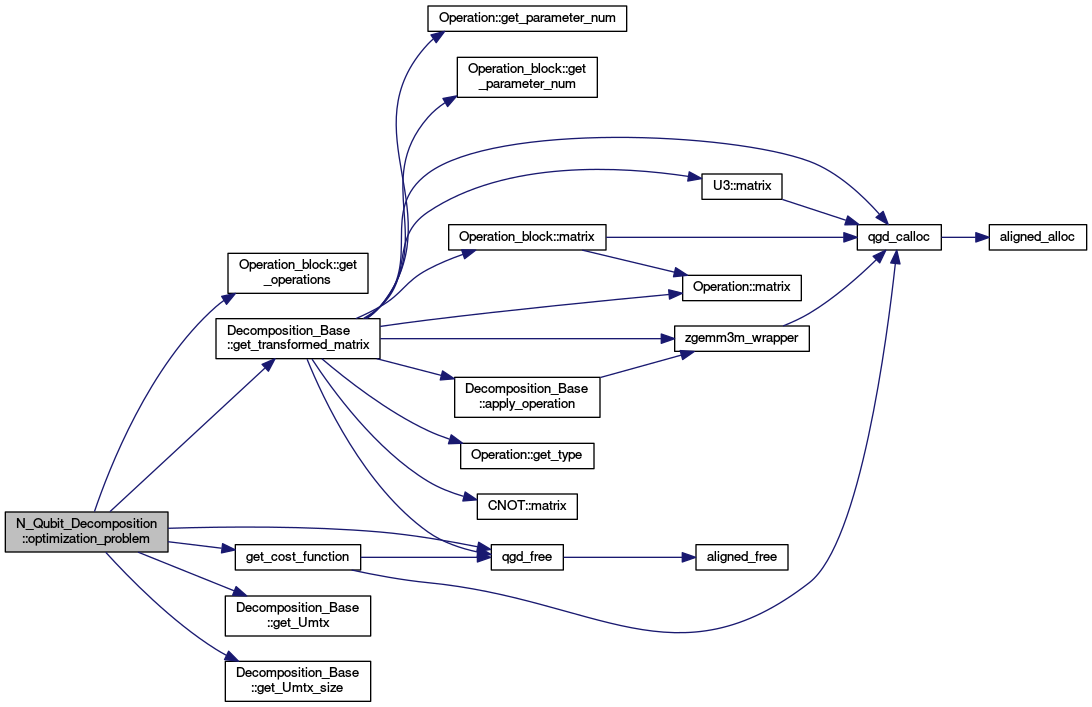 Operation::get_parameter_num
Operation_block::get
_parameter_num
U3::matrix
Operation_block::matrix
qgd_calloc
aligned_alloc
Operation_block::get
_operations
Operation::matrix
Decomposition_Base
::get_transformed_matrix
zgemm3m_wrapper
Decomposition_Base
::apply_operation
Operation::get_type
CNOT::matrix
N_Qubit_Decomposition
::optimization_problem
get_cost_function
qgd_free
aligned_free
Decomposition_Base
::get_Umtx
Decomposition_Base
::get_Umtx_size